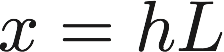 x = hL